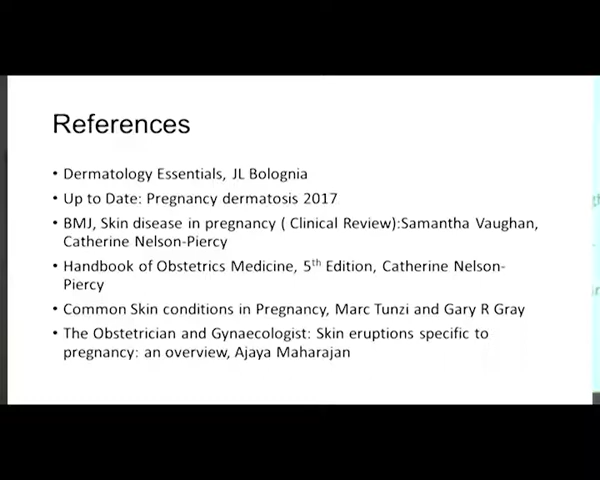 References
• Dermatology Essentials, JL Bolognia
• Up to Date: Pregnancy dermatosis 2017
• BMJ, Skin disease in pregnancy ( Clinical Review):Samantha Vaughan,
Catherine Nelson-Piercy
• Handbook of Obstetrics Medicine, 5th Edition, Catherine Nelson-
Piercy
• Common Skin conditions in Pregnancy, Marc Tunzi and Gary R Gray
• The Obstetrician and Gynaecologist: Skin eruptions specific to
pregnancy: an overview, Ajaya Maharajan